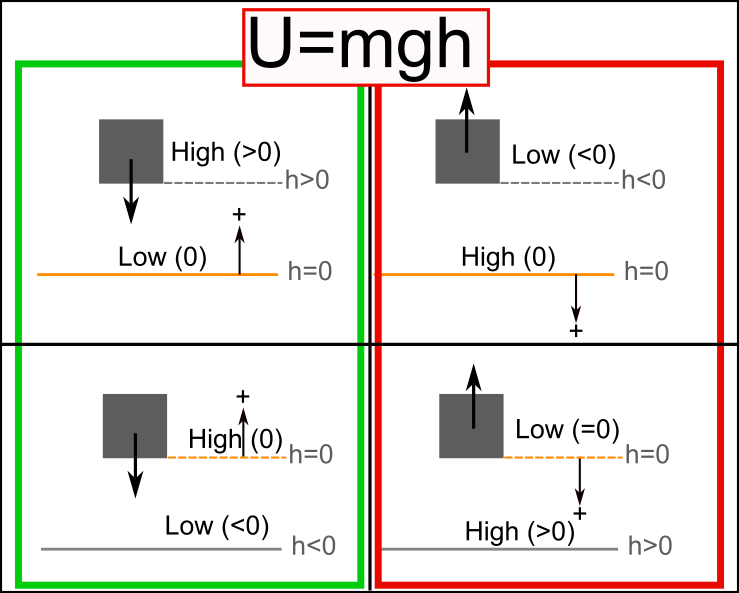 U=mgh
High (>0)
h>0
+
Low (0)
h=0
Low (<0)
h<0
High (0)
h=0
+
+
High (0)
h=0
Low (<0)
h<0
Low (=0)
h=0
+
High (>0)
h>0